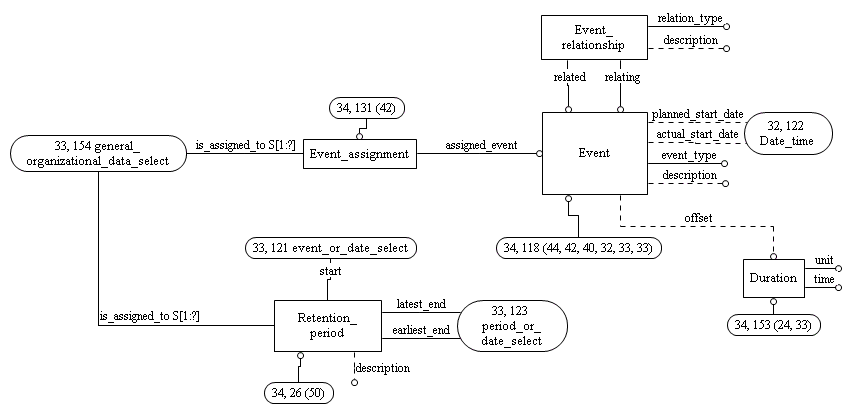 Event_
relationship
relation_type
description
related
relating
34, 131 (42)
planned_start_date
actual_start_date
32, 122
Date_time
33, 154 general_
organizational_data_select
is_assigned_to S[1:?]
Event_assignment
assigned_event
Event
event_type
description
offset
33, 121 event_or_date_select
34, 118 (44, 42, 40, 32, 33, 33)
start
unit
Duration
time
is_assigned_to S[1:?]
Retention_
period
latest_end
earliest_end
33, 123
period_or_
date_select
34, 153 (24, 33)
description
34, 26 (50)